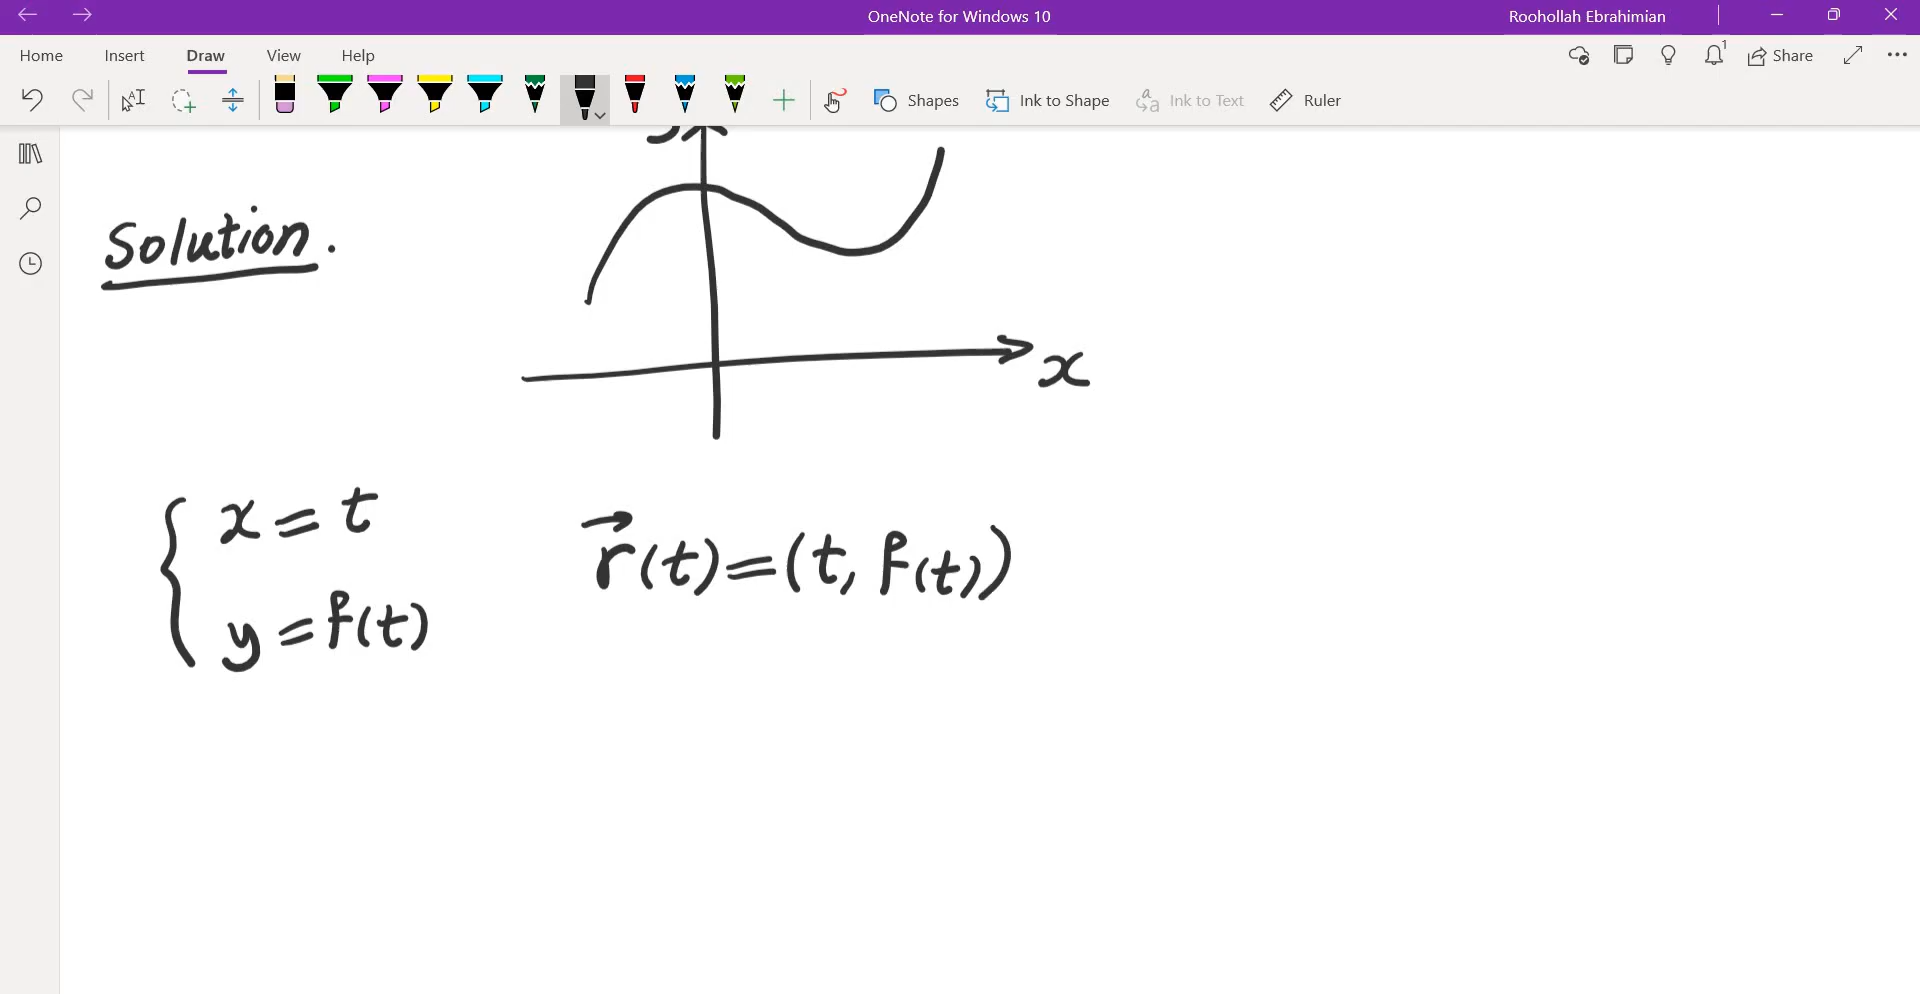 OneNote for Windows 10
Roohollah Ebrahimian
Home Insert Draw View Help
1
Share
Shapes
Ink to Shape
Ink to Text
Ruler
y
Solution.
x
x = t
y = f(t)
r⃗(t) = (t, f(t))